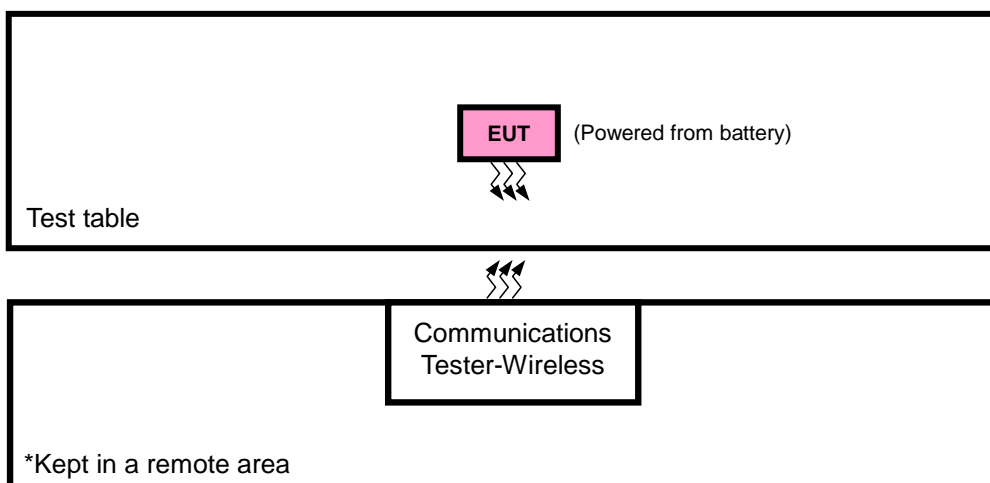 EUT
(Powered from battery)
Test table
Communications
Tester-Wireless
*Kept in a remote area